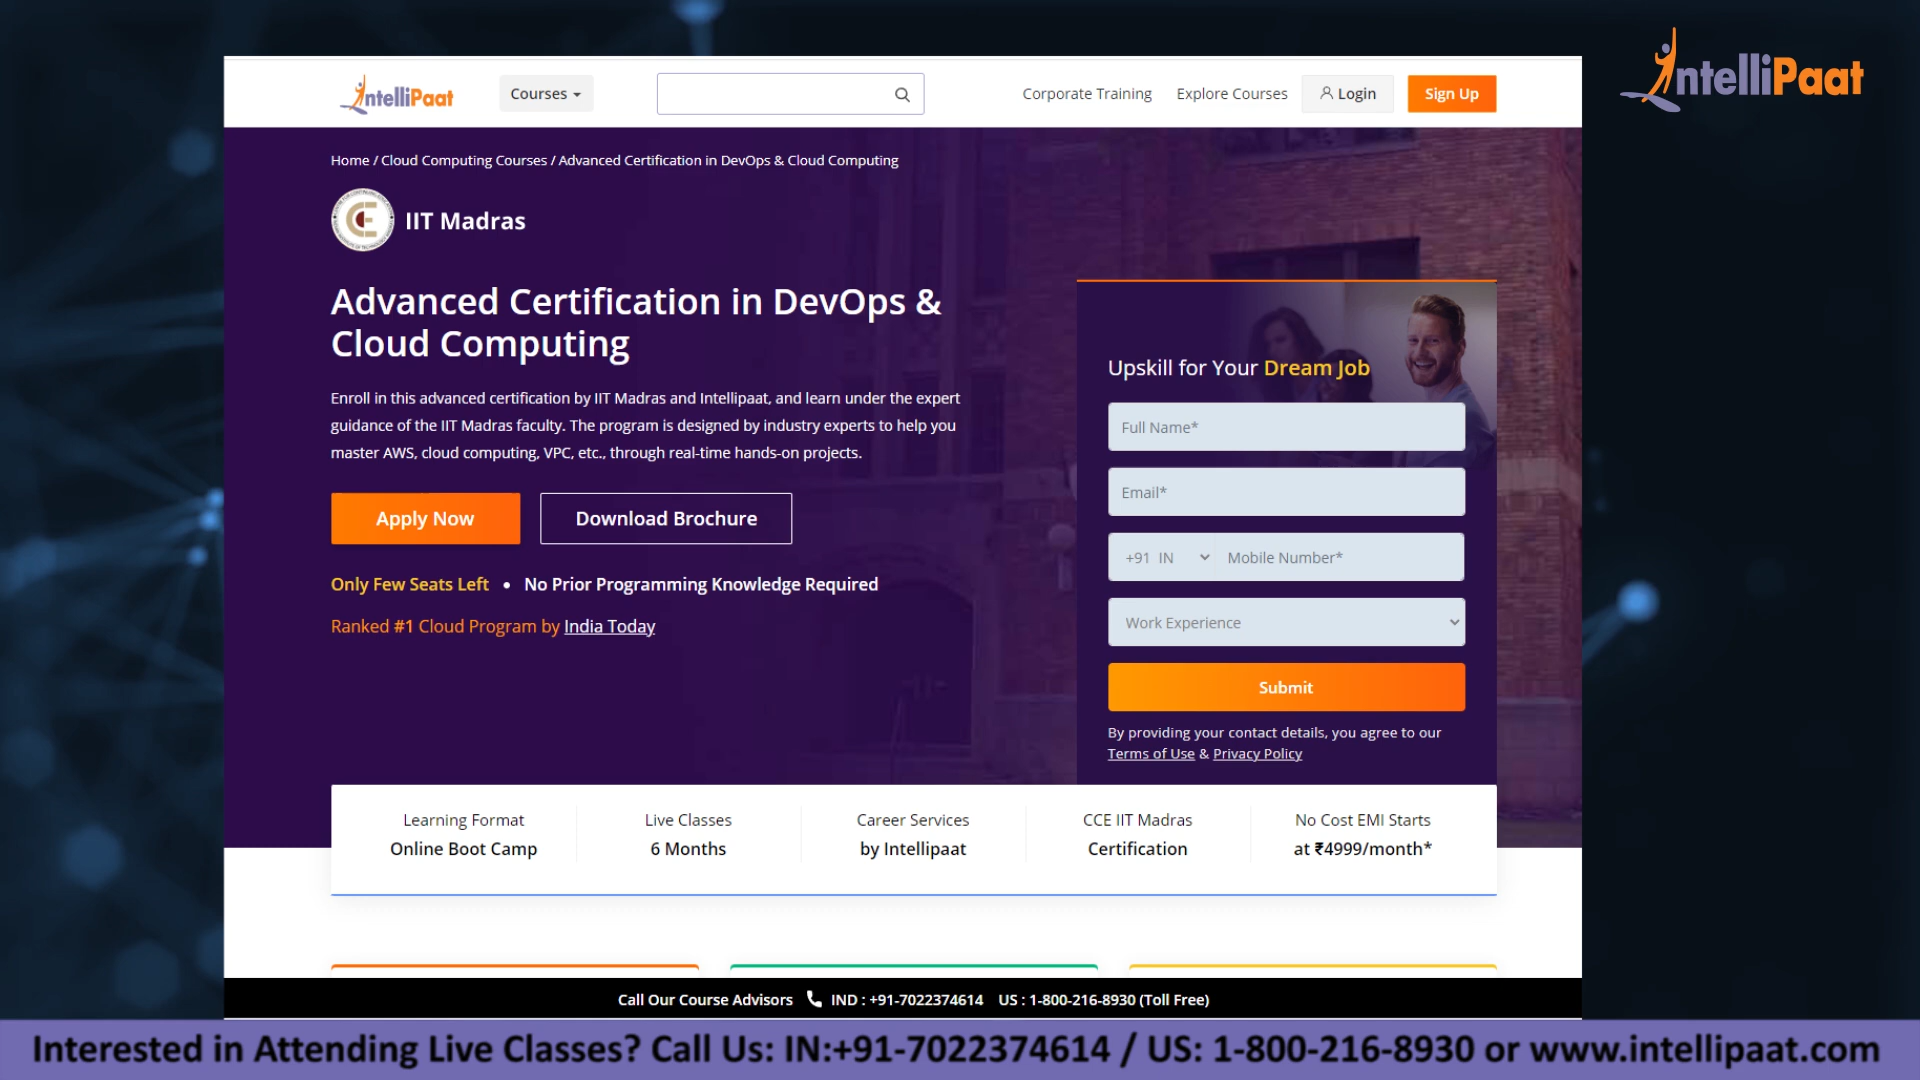 IntelliPaat
IntelliPaat
Courses
Corporate Training
Explore Courses
Login
Sign Up
Home / Cloud Computing Courses / Advanced Certification in DevOps & Cloud Computing
IIT Madras
Advanced Certification in DevOps &
Cloud Computing
Enroll in this advanced certification by IIT Madras and Intellipaat, and learn under the expert
guidance of the IIT Madras faculty. The program is designed by industry experts to help you
master AWS, cloud computing, VPC, etc., through real-time hands-on projects.
Apply Now
Download Brochure
Only Few Seats Left • No Prior Programming Knowledge Required
Ranked #1 Cloud Program by India Today
Upskill for Your Dream Job
Full Name*
Email*
+91 IN
Mobile Number*
Work Experience
Submit
By providing your contact details, you agree to our
Terms of Use & Privacy Policy
Learning Format
Online Boot Camp
Live Classes
6 Months
Career Services
by Intellipaat
CCE IIT Madras
Certification
No Cost EMI Starts
at ₹4999/month*
Call Our Course Advisors IND : +91-7022374614 US : 1-800-216-8930 (Toll Free)
Interested in Attending Live Classes? Call Us: IN:+91-7022374614 / US: 1-800-216-8930 or www.intellipaat.com